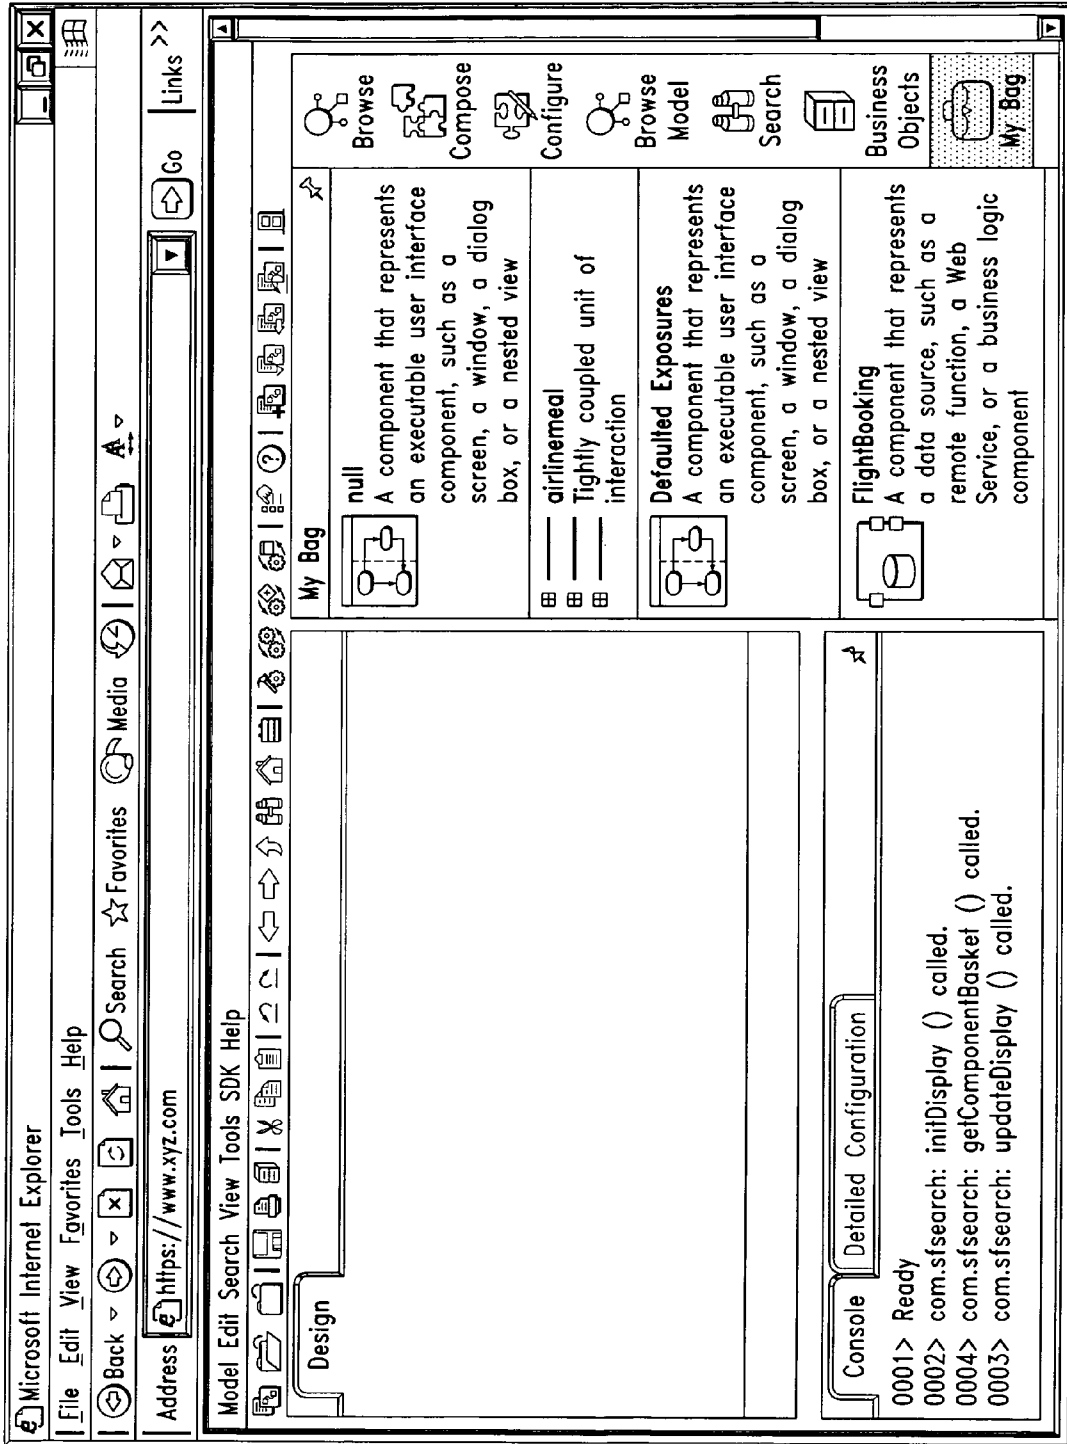 Microsoft Internet Explorer
File Edit View Favorites Tools Help
Back Search Favorites Media
Address https://www.xyz.com Go Links >>
Model Edit Search View Tools SDK Help
Design
My Bag
null
A component that represents
an executable user interface
component, such as a
screen, a window, a dialog
box, or a nested view
airlinemeal
Tightly coupled unit of
interaction
Defaulted Exposures
A component that represents
an executable user interface
component, such as a
screen, a window, a dialog
box, or a nested view
FlightBooking
A component that represents
a data source, such as a
remote function, a Web
Service, or a business logic
component
Browse
Compose
Configure
Browse
Model
Search
Business
Objects
My Bag
Console Detailed Configuration
0001> Ready
0002> com.sfsearch: initDisplay () called.
0004> com.sfsearch: getComponentBasket () called.
0003> com.sfsearch: updateDisplay () called.